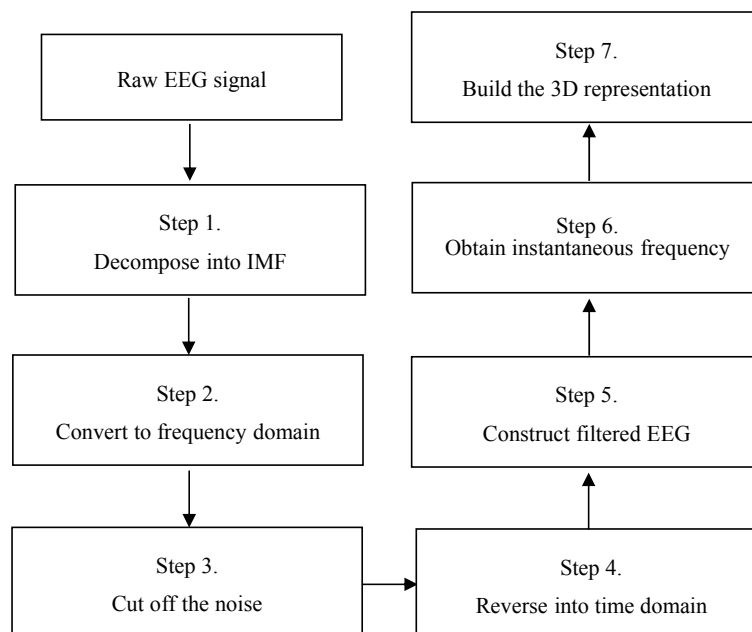 Raw EEG signal
Step 1.
Decompose into IMF
Step 2.
Convert to frequency domain
Step 3.
Cut off the noise
Step 4.
Reverse into time domain
Step 5.
Construct filtered EEG
Step 6.
Obtain instantaneous frequency
Step 7.
Build the 3D representation